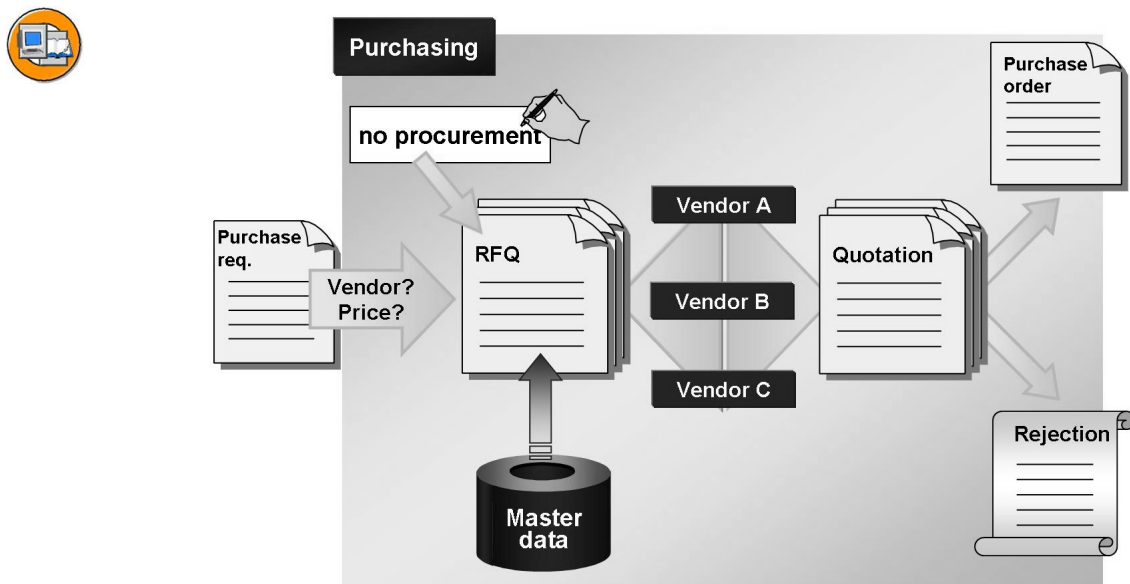 Purchasing
Purchase
order
no procurement
Vendor A
Purchase
req.
RFQ
Quotation
Vendor?
Price?
Vendor B
Vendor C
Rejection
Master
data